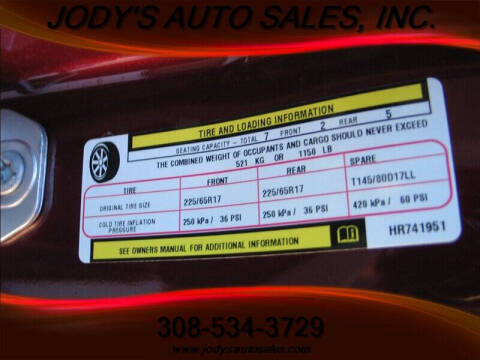 JODY'S AUTO SALES, INC.
TIRE AND LOADING INFORMATION
SEATING CAPACITY - TOTAL 7 FRONT 2 REAR 5
THE COMBINED WEIGHT OF OCCUPANTS AND CARGO SHOULD NEVER EXCEED
521 KG OR 1150 LB
TIRE FRONT REAR SPARE
ORIGINAL TIRE SIZE 225/65R17 225/65R17 T145/80D17LL
COLD TIRE INFLATION PRESSURE 250 kPa / 36 PSI 250 kPa / 36 PSI 420 kPa / 60 PSI
SEE OWNERS MANUAL FOR ADDITIONAL INFORMATION
HR741951
308-534-3729
www.jodysautosales.com